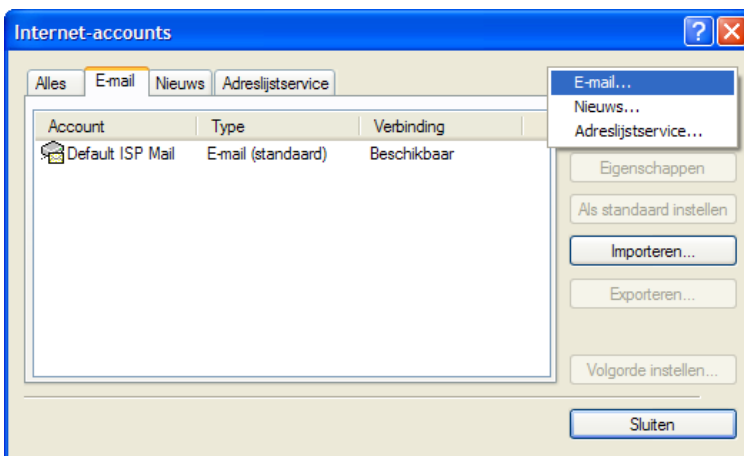 Internet-accounts
Alles E-mail Nieuws Adreslijstservice
E-mail...
Nieuws...
Adreslijstservice...
Account Type Verbinding
Default ISP Mail E-mail (standaard) Beschikbaar
Eigenschappen
Als standaard instellen
Importeren...
Exporteren...
Volgorde instellen...
Sluiten